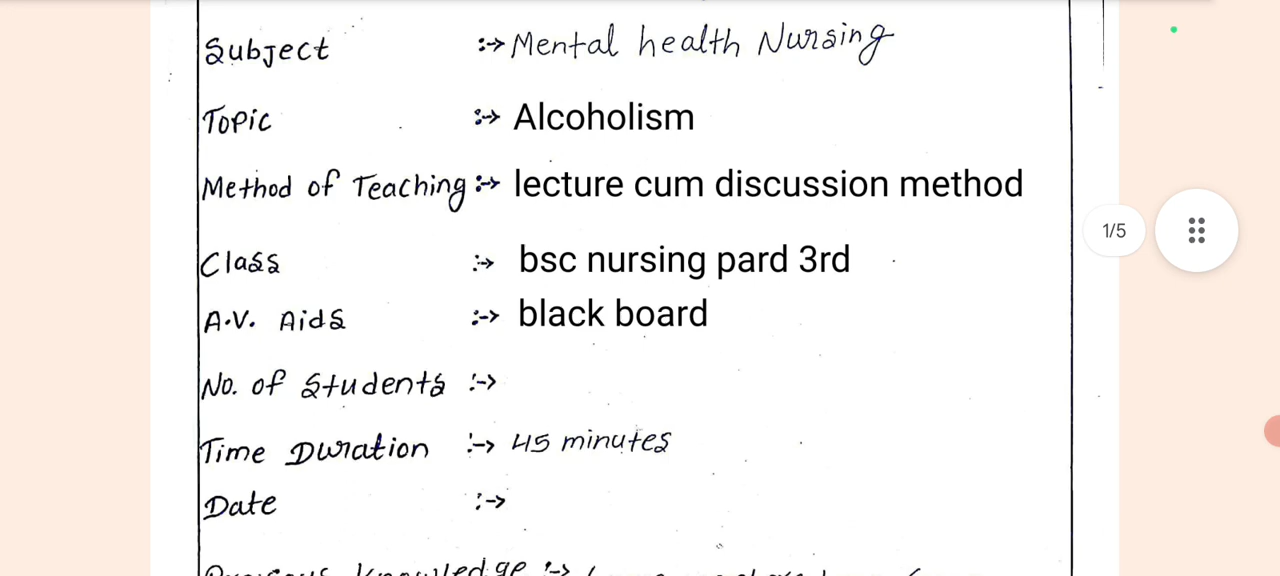 Subject :-> Mental health Nursing
Topic :-> Alcoholism
Method of Teaching :-> lecture cum discussion method
1/5
Class :-> bsc nursing pard 3rd
A.V. Aids :-> black board
No. of Students :->
Time Duration :-> 45 minutes
Date :->
knowledge :->